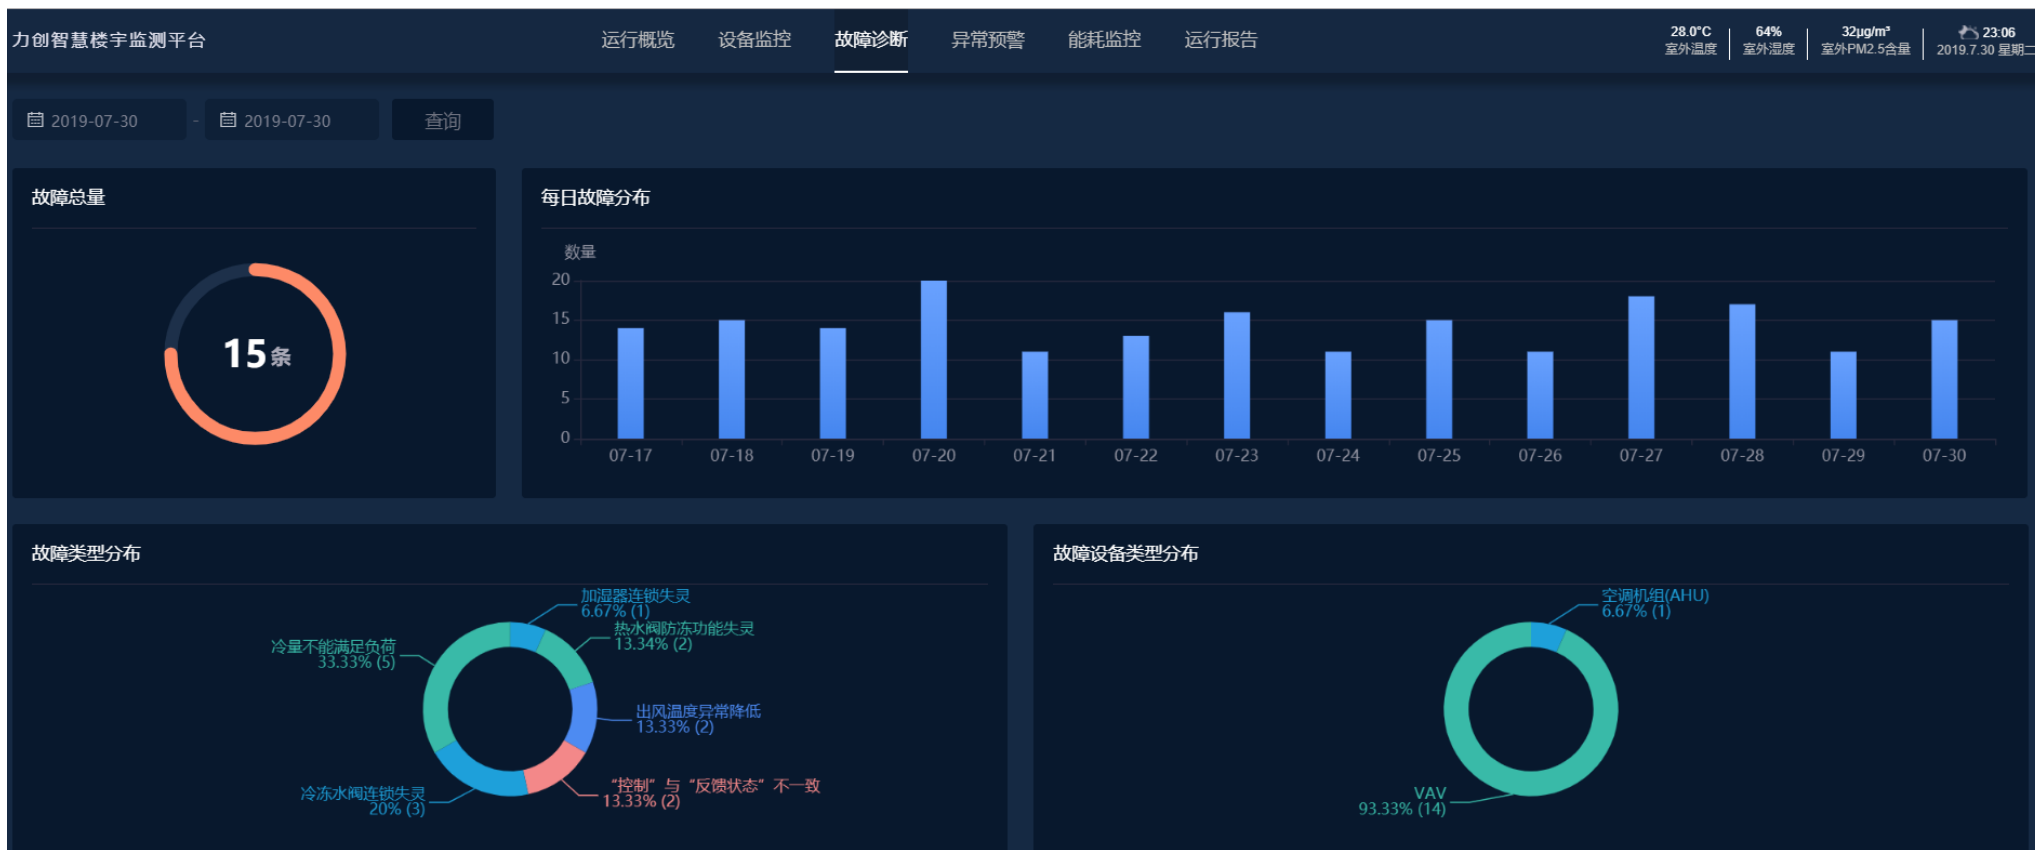 力创智慧楼宇监测平台
运行概览 设备监控 故障诊断 异常预警 能耗监控 运行报告
28.0°C 64% 32μg/m³ 23:06
室外温度 室外湿度 室外PM2.5含量 2019.7.30 星期二
2019-07-30 - 2019-07-30 查询
故障总量
15条
每日故障分布
数量
20
15
10
5
0
07-17 07-18 07-19 07-20 07-21 07-22 07-23 07-24 07-25 07-26 07-27 07-28 07-29 07-30
故障类型分布
加湿器连锁失灵
6.67% (1)
热水阀防冻功能失灵
13.34% (2)
冷量不能满足负荷
33.33% (5)
出风温度异常降低
13.33% (2)
“控制”与“反馈状态”不一致
13.33% (2)
冷冻水阀连锁失灵
20% (3)
故障设备类型分布
空调机组(AHU)
6.67% (1)
VAV
93.33% (14)